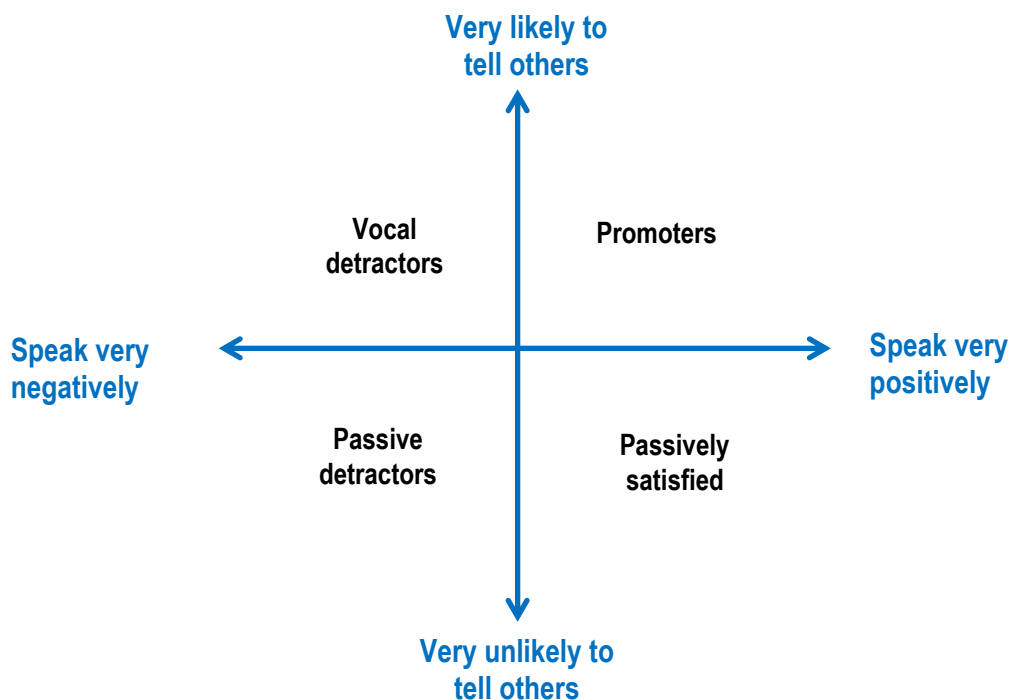 Very likely to
tell others
Vocal
detractors
Promoters
Speak very
negatively
Speak very
positively
Passive
detractors
Passively
satisfied
Very unlikely to
tell others